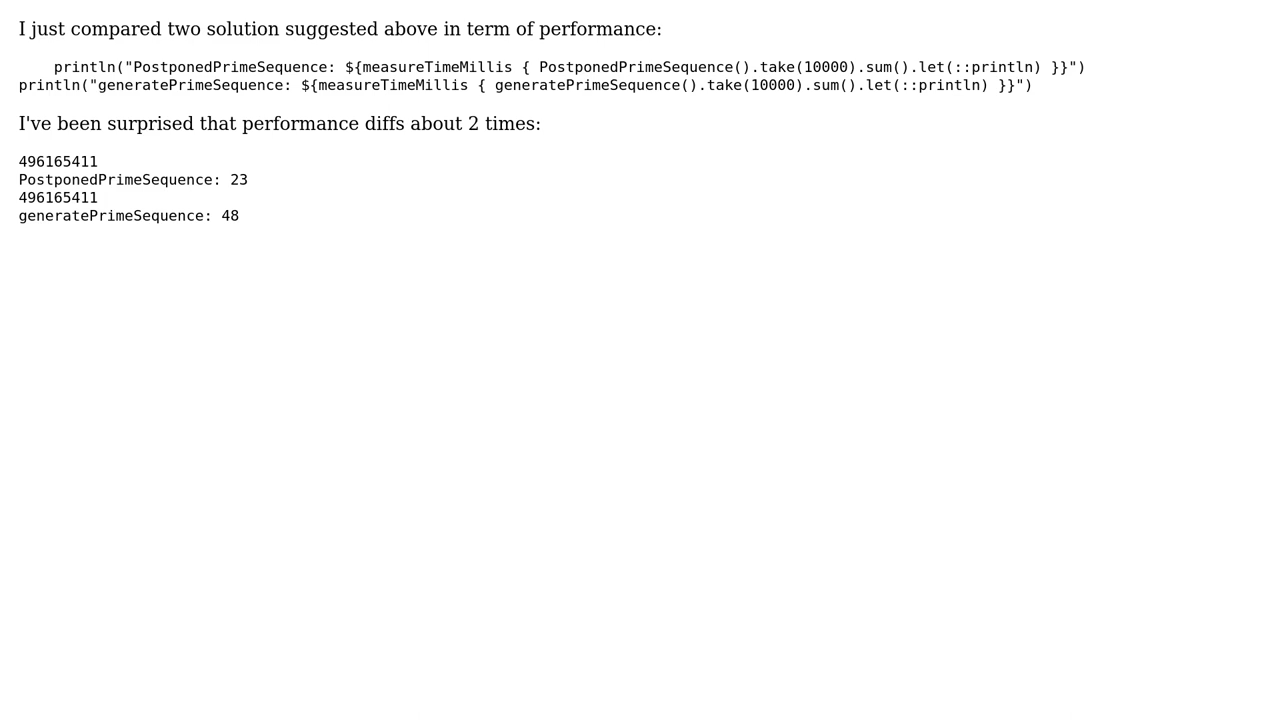 I just compared two solution suggested above in term of performance:
    println("PostponedPrimeSequence: ${measureTimeMillis { PostponedPrimeSequence().take(10000).sum().let(::println) }}")
println("generatePrimeSequence: ${measureTimeMillis { generatePrimeSequence().take(10000).sum().let(::println) }}")
I've been surprised that performance diffs about 2 times:
496165411
PostponedPrimeSequence: 23
496165411
generatePrimeSequence: 48